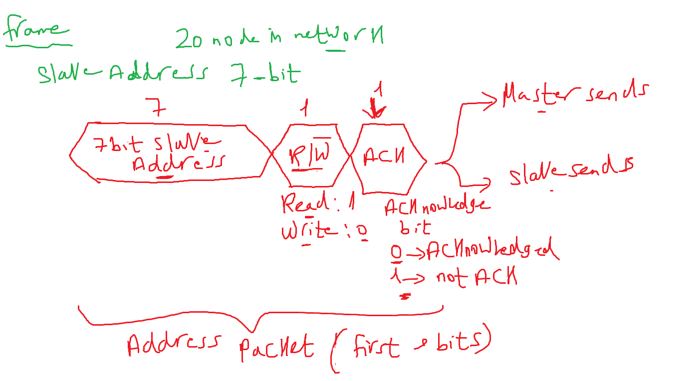 Frame
20 node in network
Slave Address 7-bit
7 1 1
7bit Slave Address
R/W̅
ACK
Master sends
Slave sends
Read: 1
Write: 0
ACKnowledge bit
0 → ACKnowledged
1 → not ACK
Address Packet (first 9 bits)